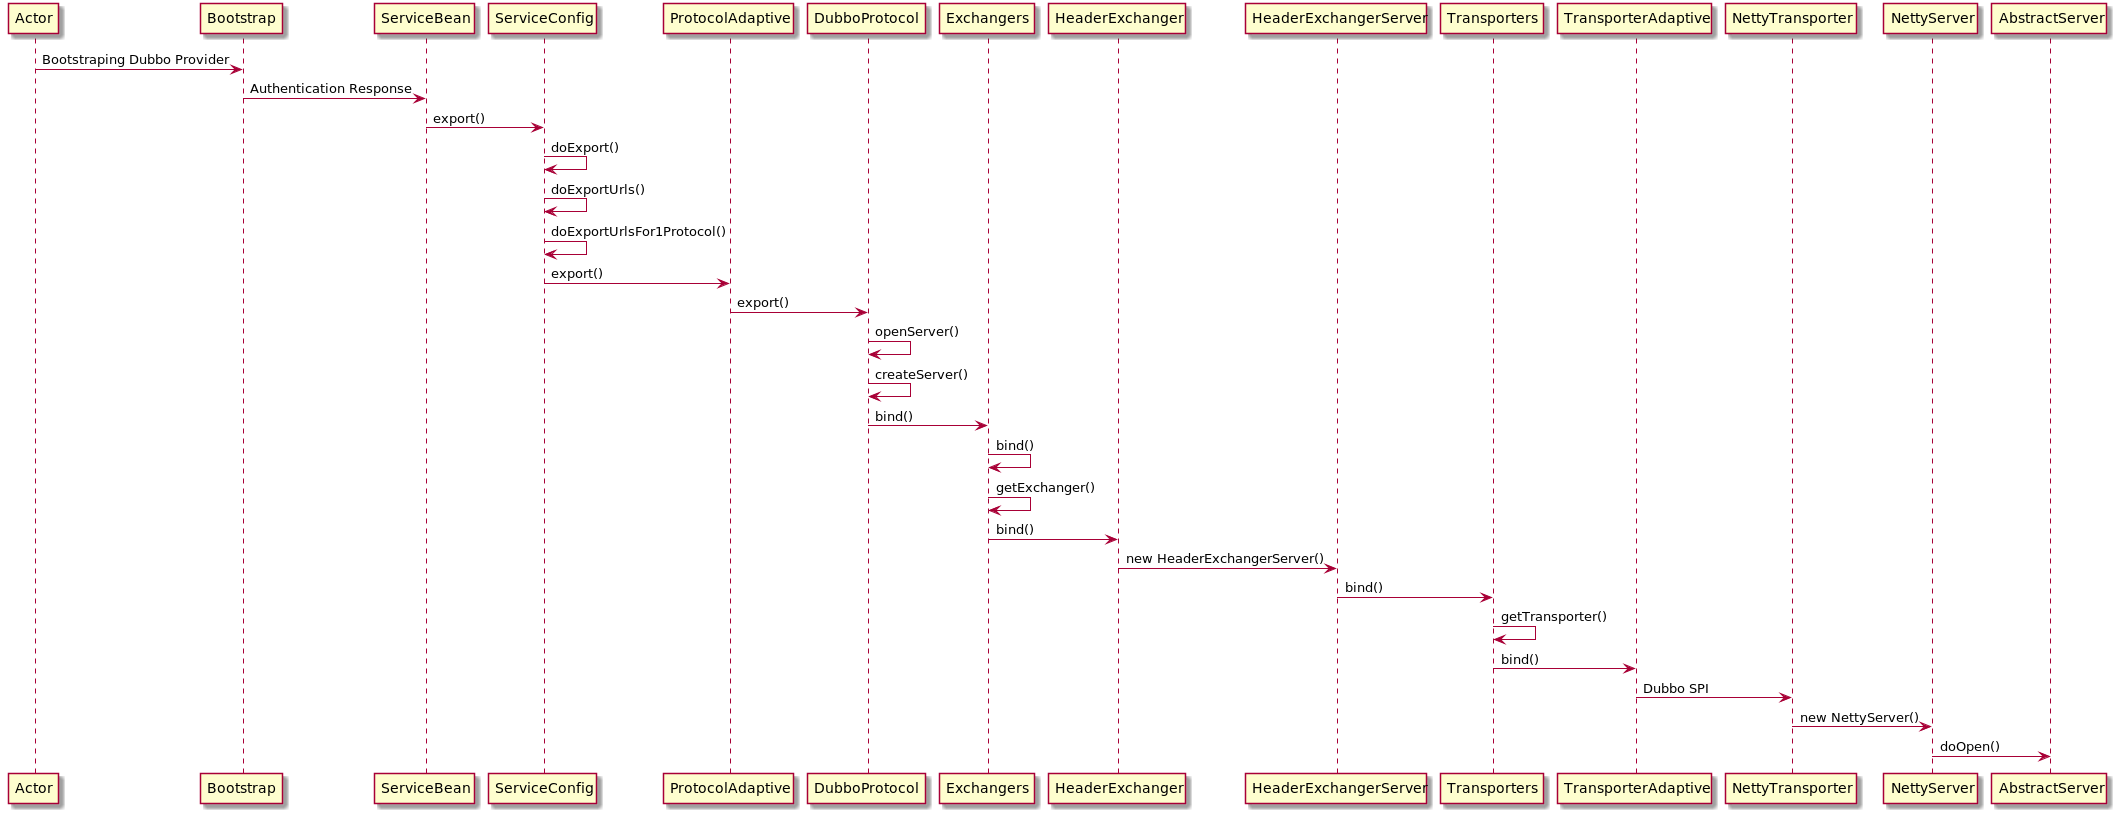 Actor Bootstrap ServiceBean ServiceConfig ProtocolAdaptive DubboProtocol Exchangers HeaderExchanger HeaderExchangerServer Transporters TransporterAdaptive NettyTransporter NettyServer AbstractServer
Bootstraping Dubbo Provider
Authentication Response
export()
doExport()
doExportUrls()
doExportUrlsFor1Protocol()
export()
export()
openServer()
createServer()
bind()
bind()
getExchanger()
bind()
new HeaderExchangerServer()
bind()
getTransporter()
bind()
Dubbo SPI
new NettyServer()
doOpen()
Actor Bootstrap ServiceBean ServiceConfig ProtocolAdaptive DubboProtocol Exchangers HeaderExchanger HeaderExchangerServer Transporters TransporterAdaptive NettyTransporter NettyServer AbstractServer